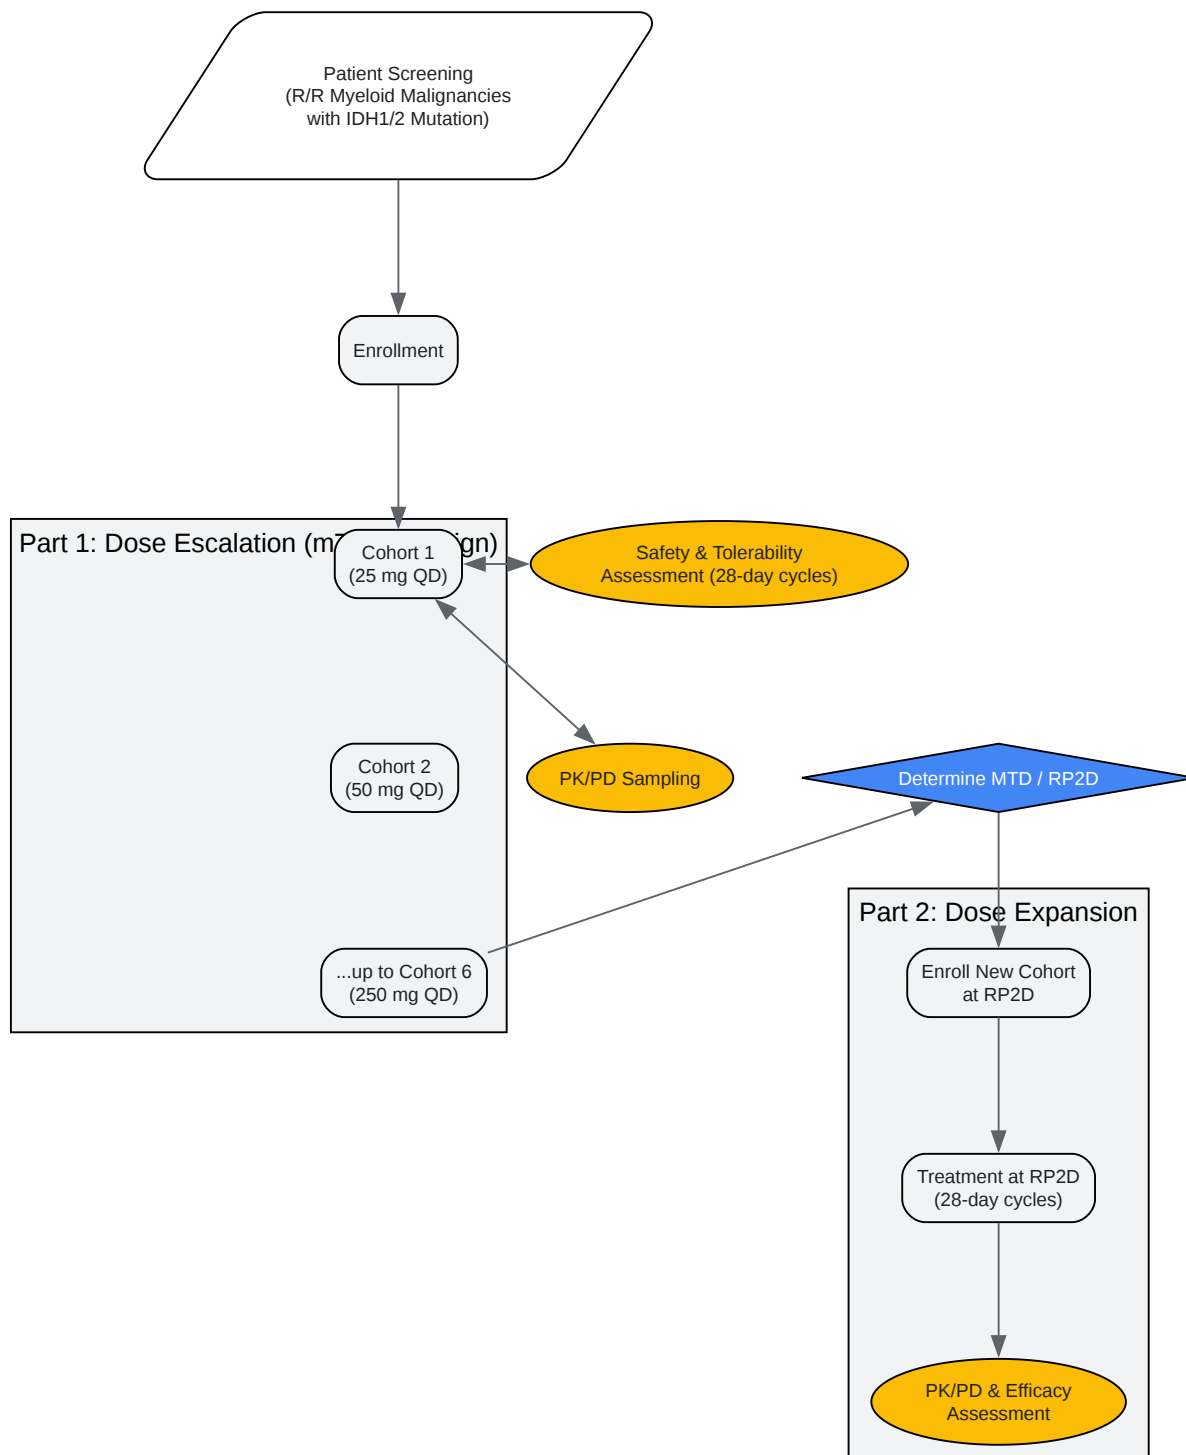 Patient Screening
(R/R Myeloid Malignancies
with IDH1/2 Mutation)
Enrollment
Part 1: Dose Escalation
Cohort 1
(25 mg QD)
Safety & Tolerability
Assessment (28-day cycles)
Cohort 2
(50 mg QD)
PK/PD Sampling
Determine MTD / RP2D
...up to Cohort 6
(250 mg QD)
Part 2: Dose Expansion
Enroll New Cohort
at RP2D
Treatment at RP2D
(28-day cycles)
PK/PD & Efficacy
Assessment